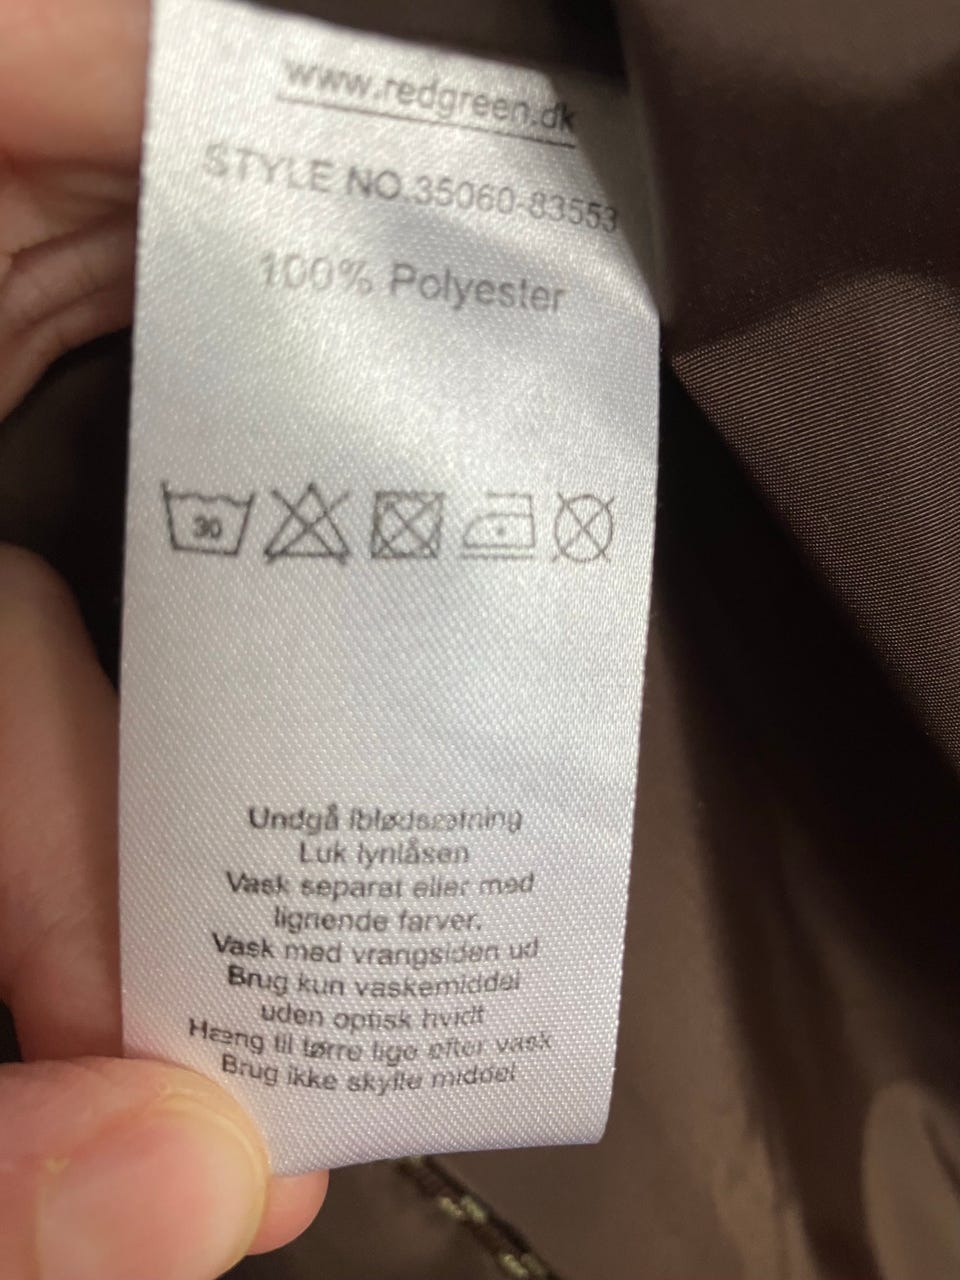 www.redgreen.dk
STYLE NO.35060-83553
100% Polyester
30
Undgå Iblødsætning
Luk lynlåsen
Vask separat eller med
lignende farver.
Vask med vrangsiden ud
Brug kun vaskemiddel
uden optisk hvidt
Hæng til tørre lige efter vask
Brug ikke skylle middel